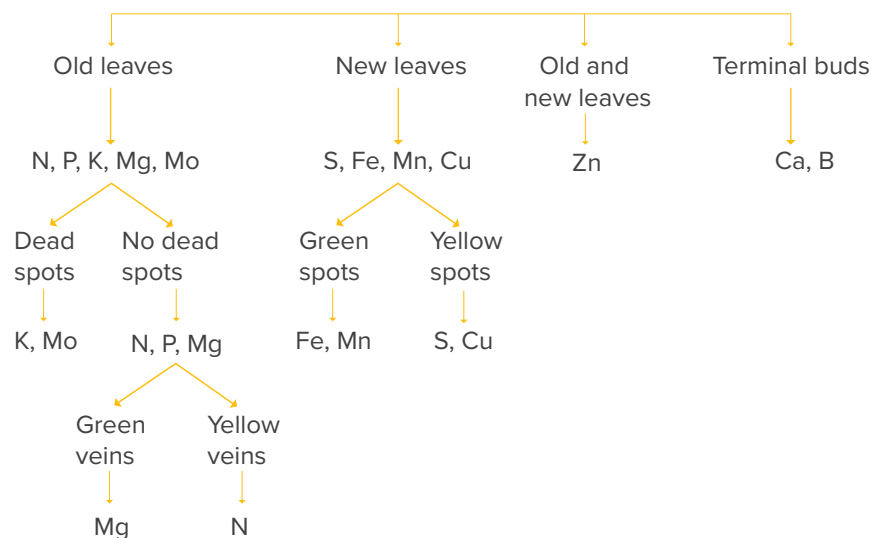 Old leaves
New leaves
Old and
new leaves
Terminal buds
N, P, K, Mg, Mo
S, Fe, Mn, Cu
Zn
Ca, B
Dead
spots
No dead
spots
Green
spots
Yellow
spots
K, Mo
N, P, Mg
Fe, Mn
S, Cu
Green
veins
Yellow
veins
Mg
N